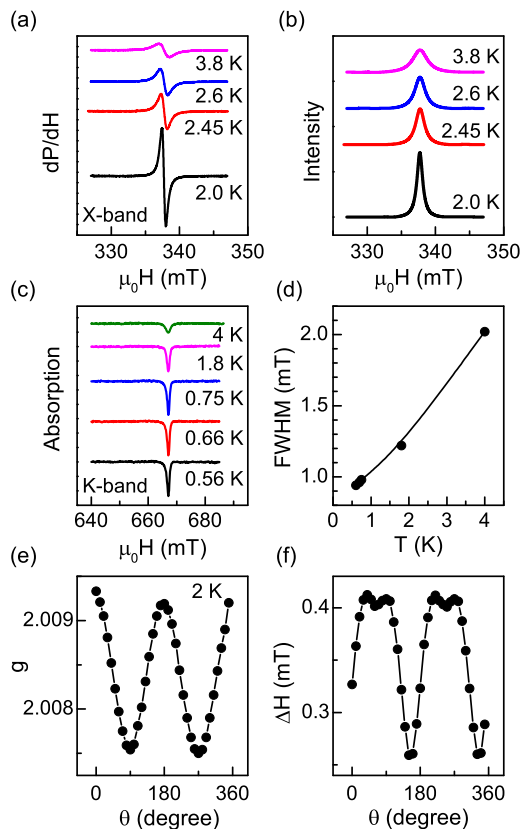 (a)
dP/dH
3.8 K
2.6 K
2.45 K
2.0 K
X-band
330 340 350
μ₀H (mT)
(b)
Intensity
3.8 K
2.6 K
2.45 K
2.0 K
330 340 350
μ₀H (mT)
(c)
Absorption
4 K
1.8 K
0.75 K
0.66 K
0.56 K
K-band
640 660 680
μ₀H (mT)
(d)
FWHM (mT)
2.0
1.5
1.0
0 1 2 3 4
T (K)
(e)
2 K
g
2.009
2.008
0 180 360
θ (degree)
(f)
ΔH (mT)
0.4
0.3
0 180 360
θ (degree)